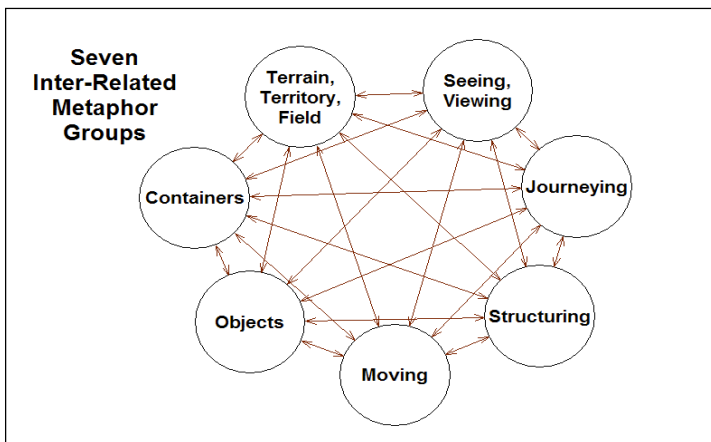 Seven
Inter-Related
Metaphor
Groups
Terrain,
Territory,
Field
Seeing,
Viewing
Containers
Journeying
Objects
Structuring
Moving